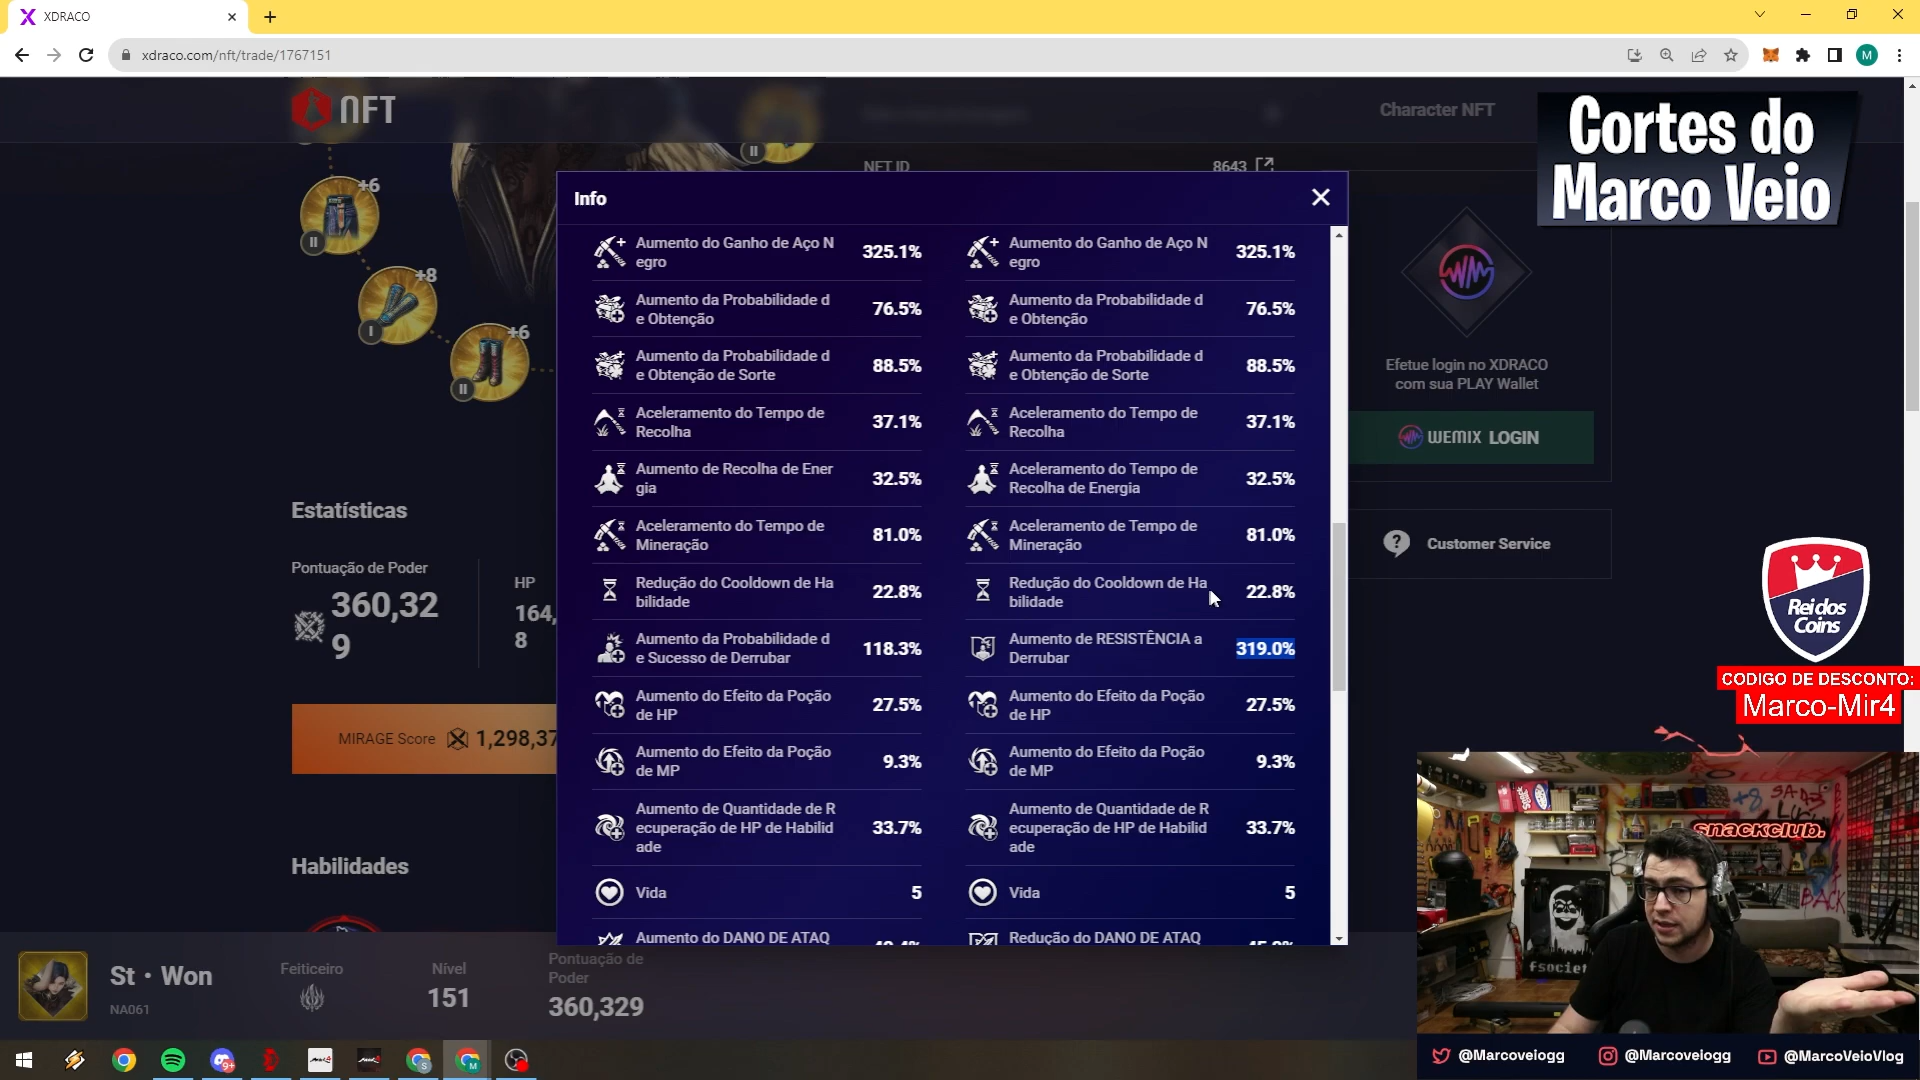 XDRACO
xdraco.com/nft/trade/1767151
M
NFT
Character NFT
NFT ID
8643
Cortes do
Marco Veio
+6
II
+8
I
+6
II
II
Info
Aumento do Ganho de Aço N
egro
325.1%
Aumento do Ganho de Aço N
egro
325.1%
Aumento da Probabilidade d
e Obtenção
76.5%
Aumento da Probabilidade d
e Obtenção
76.5%
Aumento da Probabilidade d
e Obtenção de Sorte
88.5%
Aumento da Probabilidade d
e Obtenção de Sorte
88.5%
Aceleramento do Tempo de
Recolha
37.1%
Aceleramento do Tempo de
Recolha
37.1%
Aumento de Recolha de Ener
gia
32.5%
Aceleramento do Tempo de
Recolha de Energia
32.5%
Aceleramento do Tempo de
Mineração
81.0%
Aceleramento de Tempo de
Mineração
81.0%
Redução do Cooldown de Ha
bilidade
22.8%
Redução do Cooldown de Ha
bilidade
22.8%
Aumento da Probabilidade d
e Sucesso de Derrubar
118.3%
Aumento de RESISTÊNCIA a
Derrubar
319.0%
Aumento do Efeito da Poção
de HP
27.5%
Aumento do Efeito da Poção
de HP
27.5%
Aumento do Efeito da Poção
de MP
9.3%
Aumento do Efeito da Poção
de MP
9.3%
Aumento de Quantidade de R
ecuperação de HP de Habilid
ade
33.7%
Aumento de Quantidade de R
ecuperação de HP de Habilid
ade
33.7%
Vida
5
Vida
5
Aumento do DANO DE ATAQ
Redução do DANO DE ATAQ
Efetue login no XDRACO
com sua PLAY Wallet
WEMIX LOGIN
Customer Service
Estatísticas
Pontuação de Poder
360,32
9
HP
164,
8
MIRAGE Score
1,298,37
Habilidades
Rei dos
Coins
CODIGO DE DESCONTO:
Marco-Mir4
snackclub.
fsociet
St • Won
NA061
Feiticeiro
Nível
151
Pontuação de
Poder
360,329
@Marcoveiogg
@Marcoveiogg
@MarcoVeioVlog